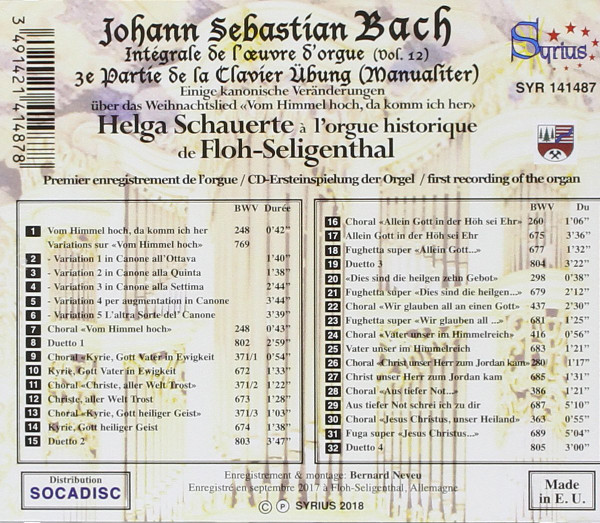 Johann Sebastian Bach
Intégrale de l'œuvre d'orgue (Vol. 12)
3e Partie de la Clavier Übung (Manualiter)
Einige kanonische Veränderungen
über das Weihnachtslied «Vom Himmel hoch, da komm ich her»
Helga Schauerte à l'orgue historique
de Floh-Seligenthal
Premier enregistrement de l'orgue / CD-Ersteinspielung der Orgel / first recording of the organ
3 491421 414878
Syrius
SYR 141487
BWV Durée
1 Vom Himmel hoch, da komm ich her 248 0'42"
Variations sur «Vom Himmel hoch» 769
2 - Variation 1 in Canone all'Ottava 1'40"
3 - Variation 2 in Canone alla Quinta 1'38"
4 - Variation 3 in Canone alla Settima 2'44"
5 - Variation 4 per augmentation in Canone 3'44"
6 - Variation 5 L'altra Sorte del' Canone 3'39"
7 Choral «Vom Himmel hoch» 248 0'43"
8 Duetto 1 802 2'59"
9 Choral «Kyrie, Gott Vater in Ewigkeit 371/1 0'54"
10 Kyrie, Gott Vater in Ewigkeit 672 1'33"
11 Choral «Christe, aller Welt Trost» 371/2 1'22"
12 Christe, aller Welt Trost 673 1'28"
13 Choral «Kyrie, Gott heiliger Geist» 371/3 1'03"
14 Kyrie, Gott heiliger Geist 674 1'38"
15 Duetto 2 803 3'47"
BWV Du
16 Choral «Allein Gott in der Höh sei Ehr» 260 1'06"
17 Allein Gott in der Höh sei Ehr 675 3'36"
18 Fughetta super «Allein Gott...» 677 1'32"
19 Duetto 3 804 3'22"
20 «Dies sind die heilgen zehn Gebot» 298 0'38"
21 Fughetta super «Dies sind die heilgen...» 679 2'12"
22 Choral «Wir glauben all an einen Gott» 437 2'30"
23 Fughetta super «Wir glauben all ... 681 1'25"
24 Choral «Vater unser im Himmelreich» 416 0'56"
25 Vater unser im Himmelreich 683 1'21"
26 Choral «Christ unser Herr zum Jordan kam» 280 1'17"
27 Christ unser Herr zum Jordan kam 685 1'31"
28 Choral «Aus tiefer Not...» 386 1'21"
29 Aus tiefer Not schrei ich zu dir 687 5'10"
30 Choral «Jesus Christus, unser Heiland» 363 0'55"
31 Fuga super «Jesus Christus...» 689 5'04"
32 Duetto 4 805 3'00"
Distribution
SOCADISC
Enregistrement & montage: Bernard Neveu
Enregistré en septembre 2017 à Floh-Seligenthal, Allemagne
© ℗ SYRIUS 2018
Made in E. U.